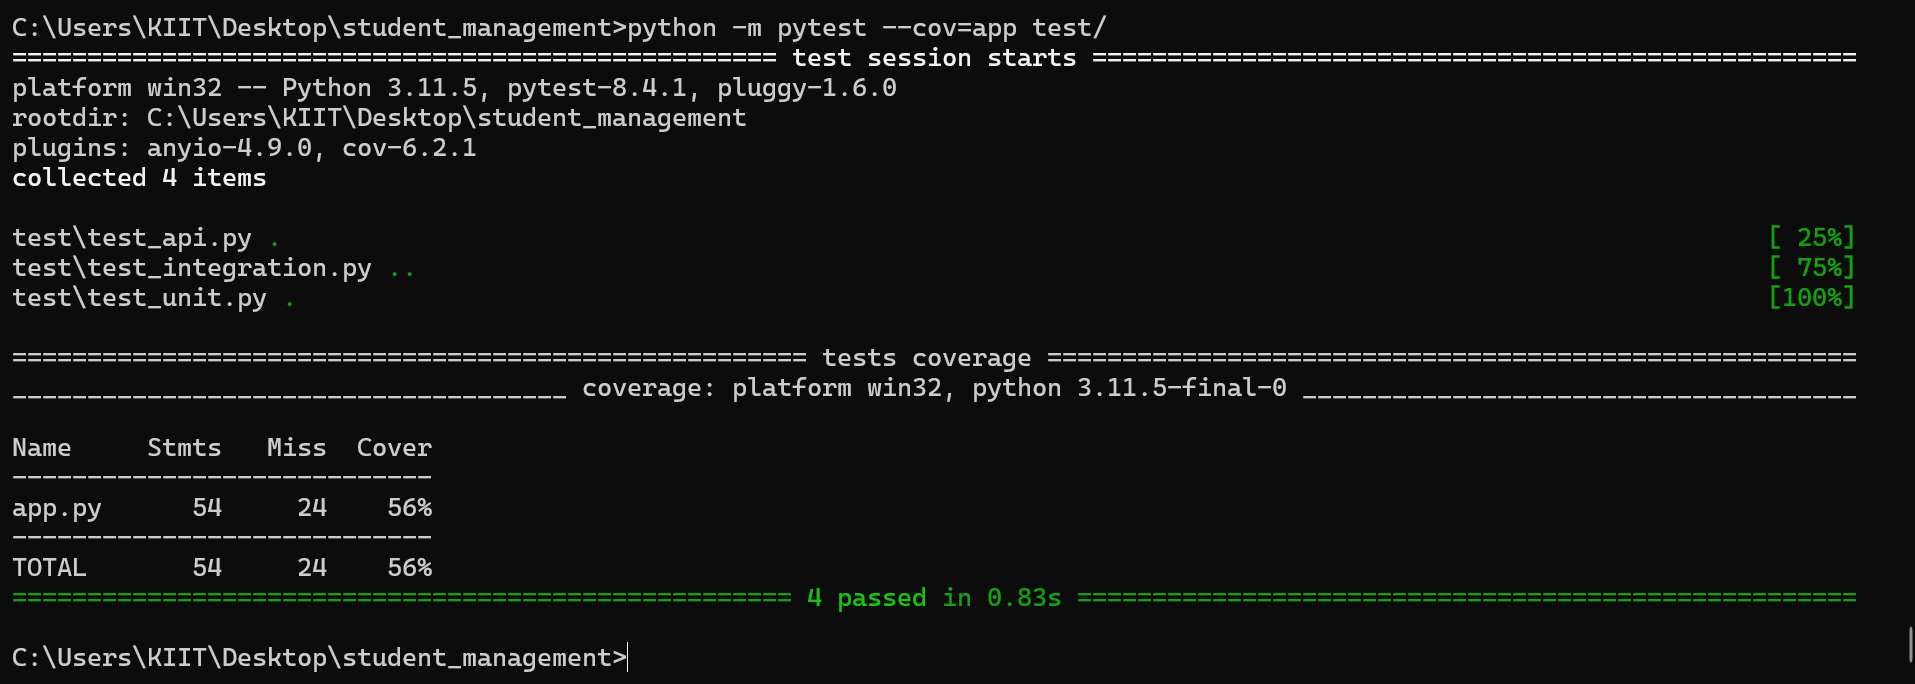 C:\Users\KIIT\Desktop\student_management>python -m pytest --cov=app test/
=================================================== test session starts ===================================================
platform win32 -- Python 3.11.5, pytest-8.4.1, pluggy-1.6.0
rootdir: C:\Users\KIIT\Desktop\student_management
plugins: anyio-4.9.0, cov-6.2.1
collected 4 items
test\test_api.py . [ 25%]
test\test_integration.py .. [ 75%]
test\test_unit.py . [100%]
===================================================== tests coverage ======================================================
_____________________________________ coverage: platform win32, python 3.11.5-final-0 _____________________________________
Name     Stmts   Miss  Cover
----------------------------
app.py      54     24    56%
----------------------------
TOTAL       54     24    56%
==================================================== 4 passed in 0.83s ====================================================
C:\Users\KIIT\Desktop\student_management>